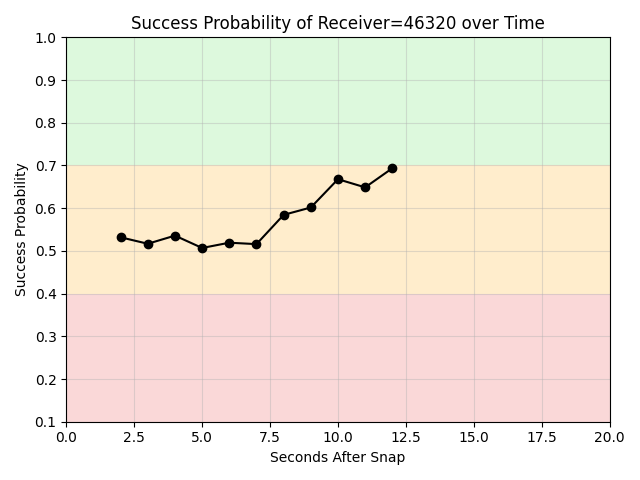 Success Probability of Receiver=46320 over Time
1.0
0.9
0.8
0.7
0.6
0.5
0.4
0.3
0.2
0.1
Success Probability
0.0 2.5 5.0 7.5 10.0 12.5 15.0 17.5 20.0
Seconds After Snap